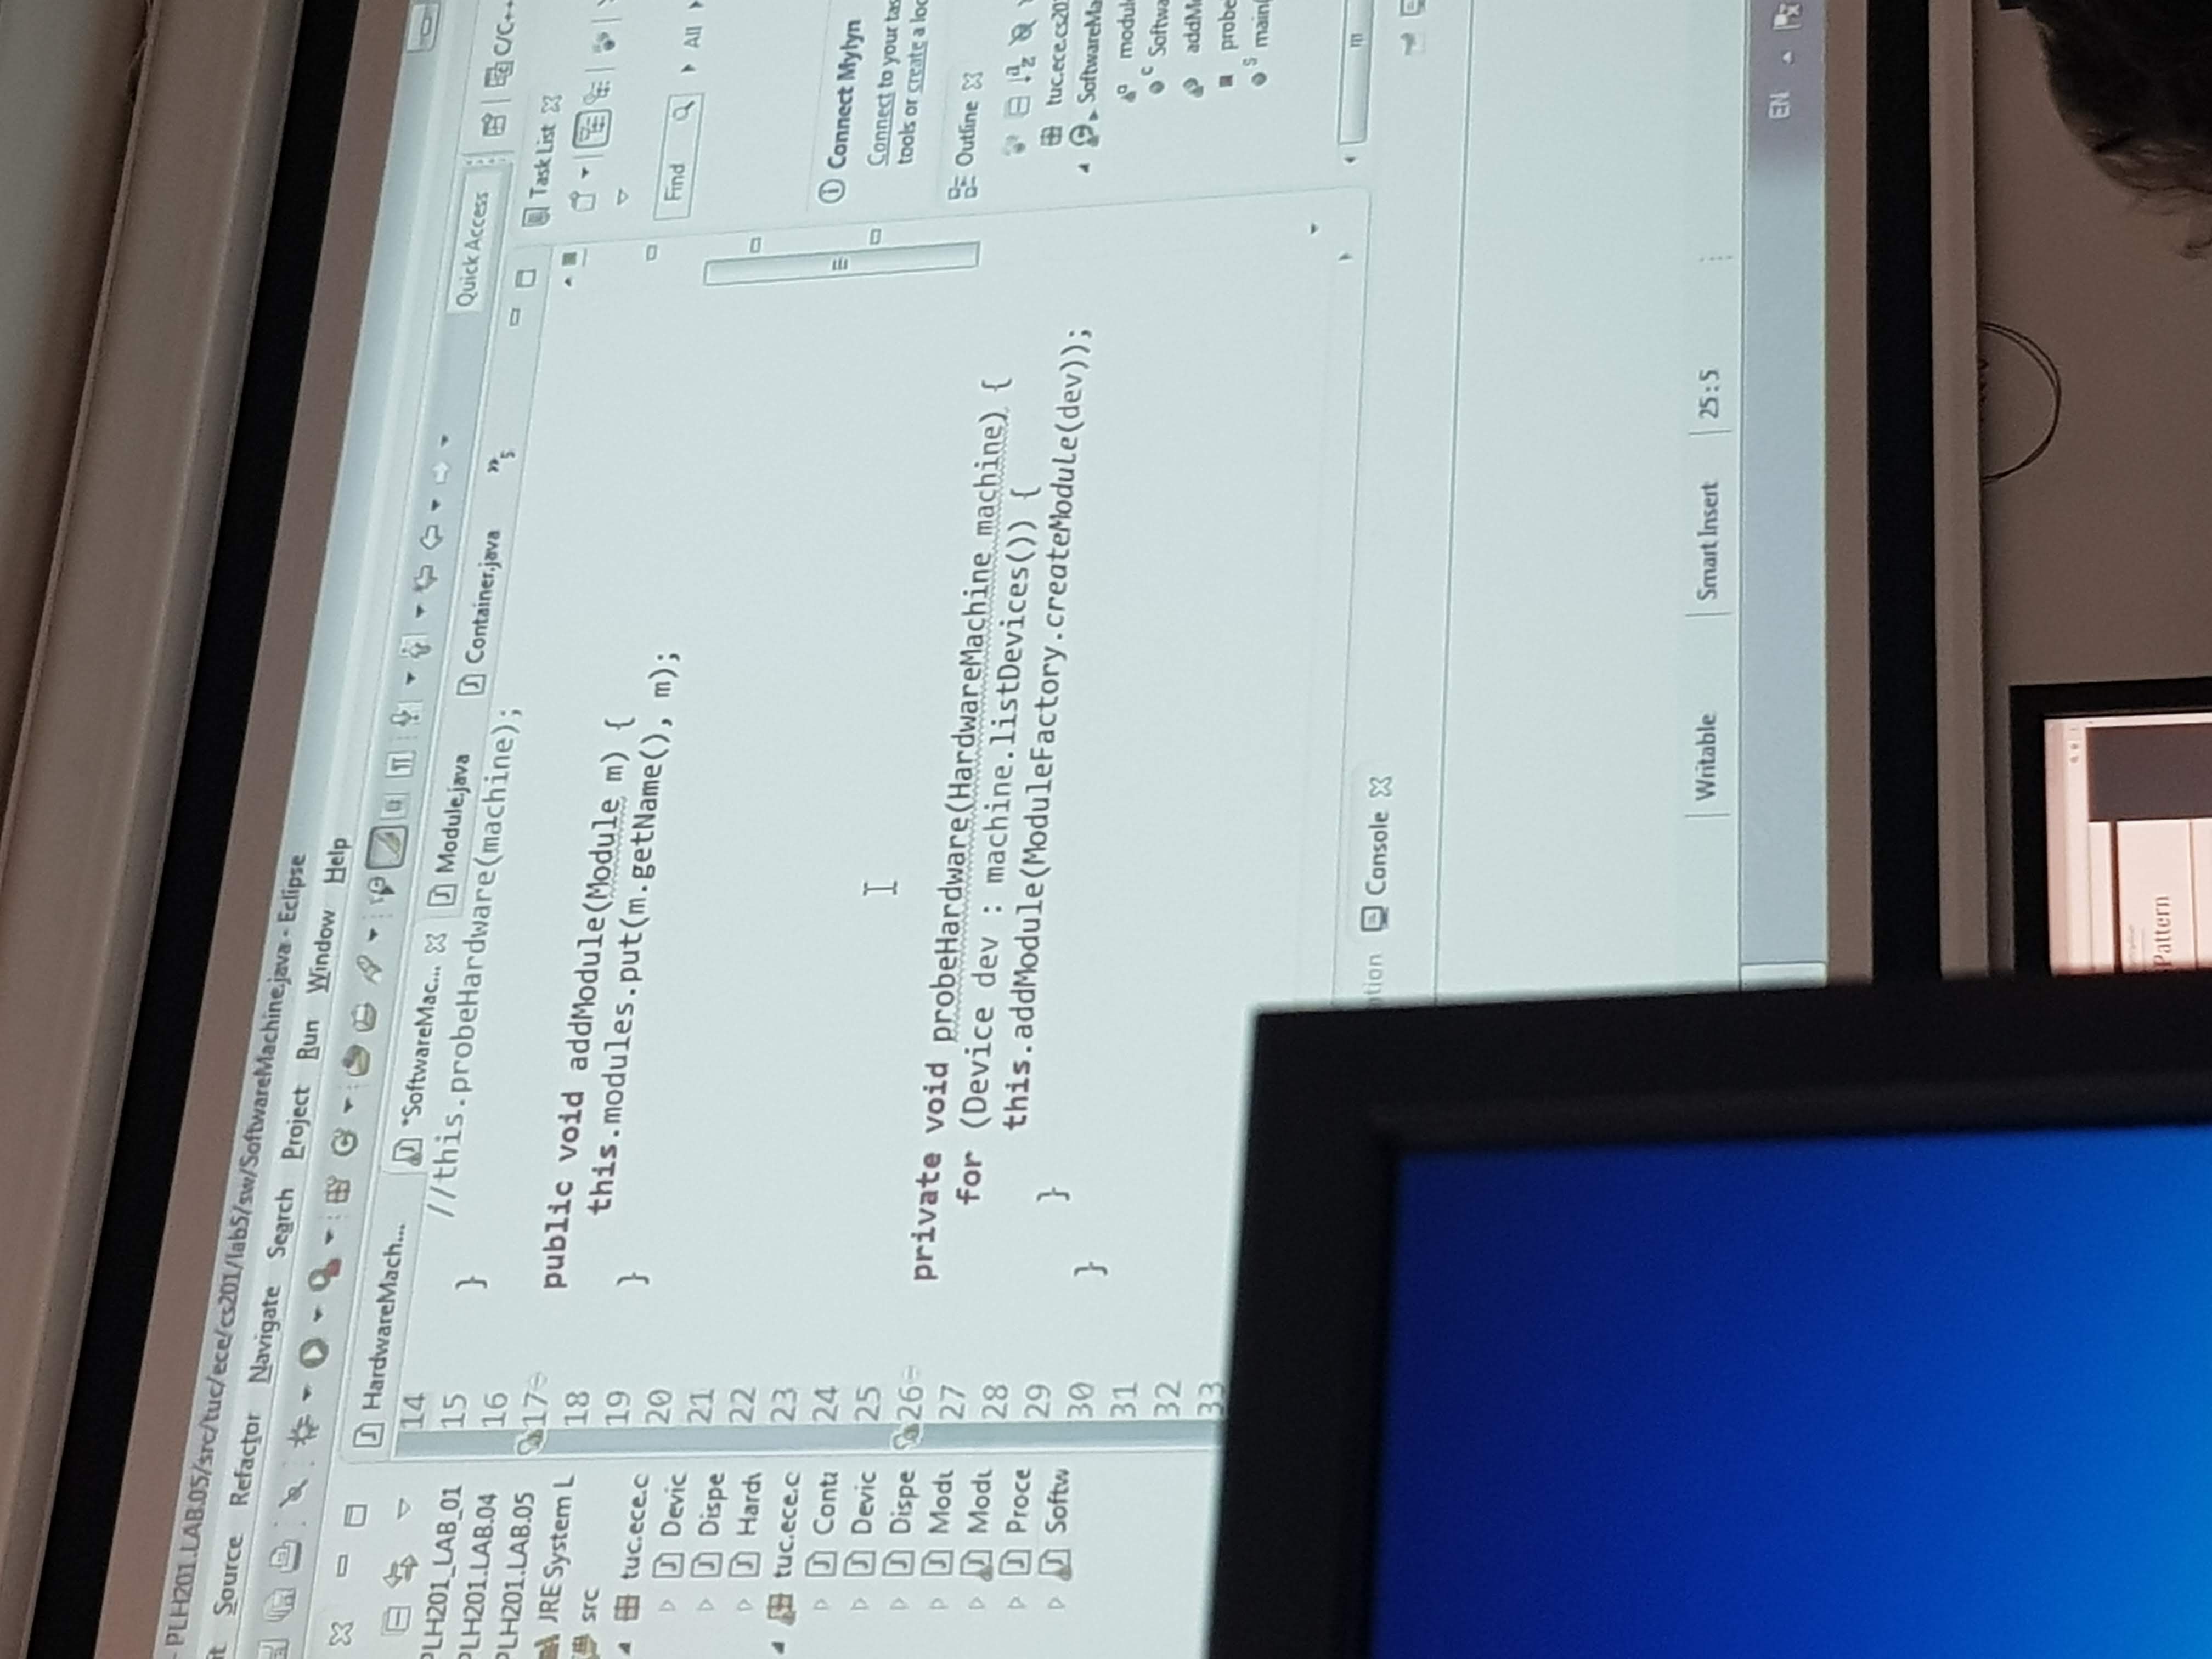 - PLH201.LAB.05/src/tuc/ece/cs201/lab5/sw/SoftwareMachine.java - Eclipse
it Source Refactor Navigate Search Project Run Window Help
HardwareMach... *SoftwareMac... Module.java Container.java »5
Quick Access C/C++
PLH201_LAB_01
PLH201.LAB.04
PLH201.LAB.05
JRE System L
src
tuc.ece.c
Devic
Dispe
Hardw
tuc.ece.c
Conta
Devic
Dispe
Modu
Modu
Proce
Softw
14
15
16
17
18
19
20
21
22
23
24
25
26
27
28
29
30
31
32
33
//this.probeHardware(machine);
}
public void addModule(Module m) {
this.modules.put(m.getName(), m);
}
private void probeHardware(HardwareMachine machine) {
for (Device dev : machine.listDevices()) {
this.addModule(ModuleFactory.createModule(dev));
}
}
Task List
Find All
Connect Mylyn
Connect to your tas
tools or create a loc
Outline
tuc.ece.cs20
SoftwareMa
modul
Softwa
addM
probe
main(
tion Console
Writable Smart Insert 25 : 5
EN
Pattern